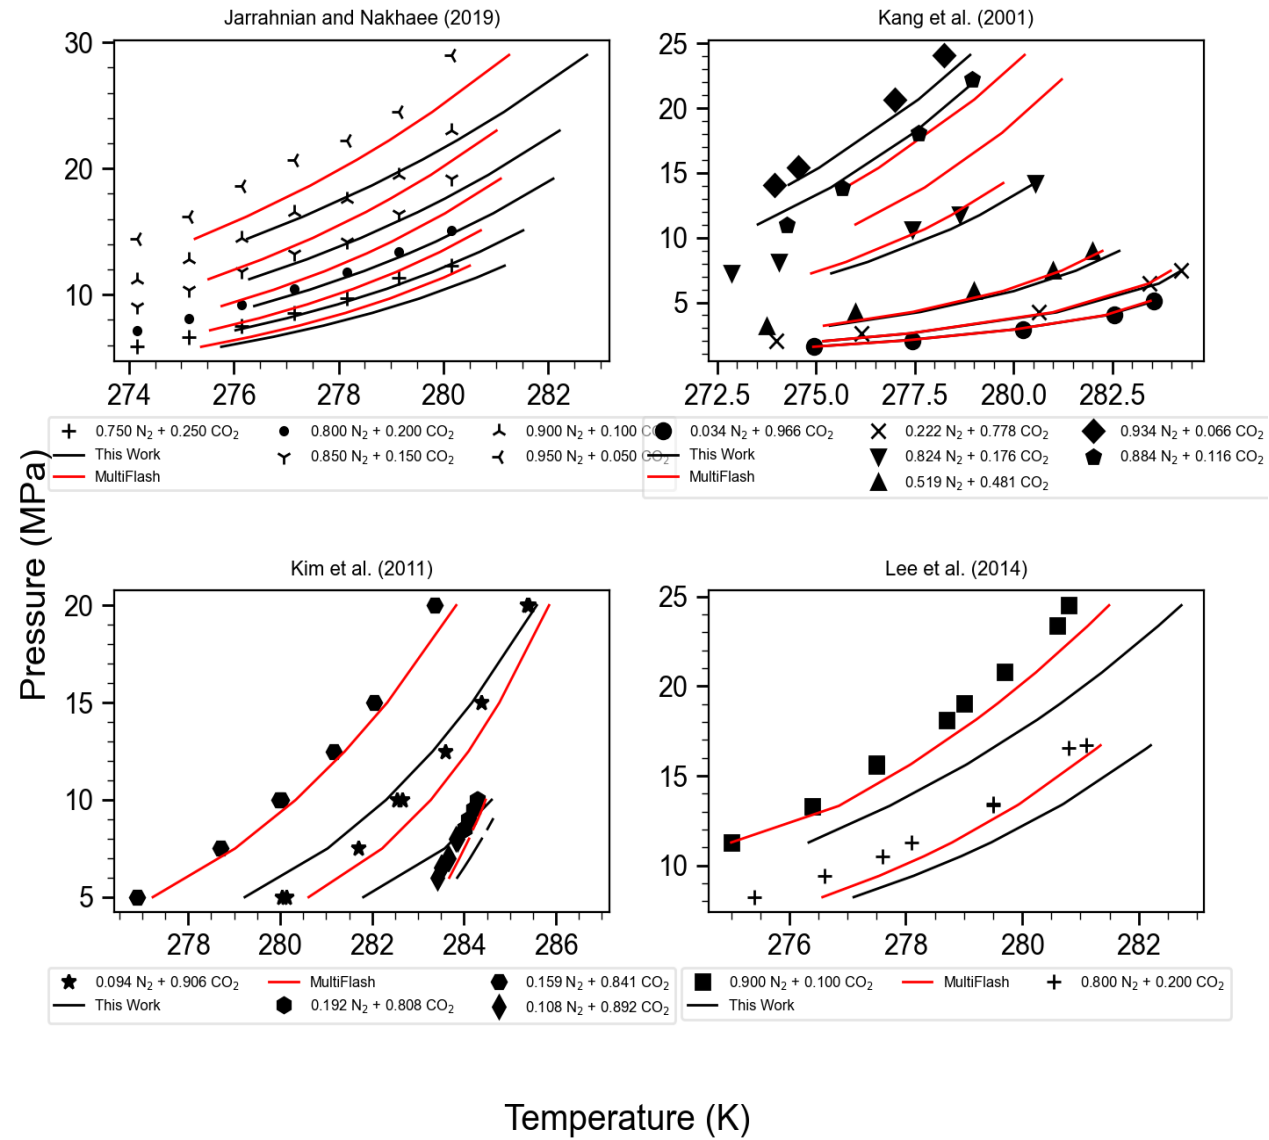 Jarrahnian and Nakhaee (2019)
30
20
10
274 276 278 280 282
0.750 N₂ + 0.250 CO₂
This Work
MultiFlash
0.800 N₂ + 0.200 CO₂
0.850 N₂ + 0.150 CO₂
0.900 N₂ + 0.100 CO₂
0.950 N₂ + 0.050 CO₂
Kang et al. (2001)
25
20
15
10
5
272.5 275.0 277.5 280.0 282.5
0.034 N₂ + 0.966 CO₂
This Work
MultiFlash
0.222 N₂ + 0.778 CO₂
0.824 N₂ + 0.176 CO₂
0.519 N₂ + 0.481 CO₂
0.934 N₂ + 0.066 CO₂
0.884 N₂ + 0.116 CO₂
Pressure (MPa)
Kim et al. (2011)
20
15
10
5
278 280 282 284 286
0.094 N₂ + 0.906 CO₂
This Work
MultiFlash
0.192 N₂ + 0.808 CO₂
0.159 N₂ + 0.841 CO₂
0.108 N₂ + 0.892 CO₂
Lee et al. (2014)
25
20
15
10
276 278 280 282
0.900 N₂ + 0.100 CO₂
This Work
MultiFlash
0.800 N₂ + 0.200 CO₂
Temperature (K)